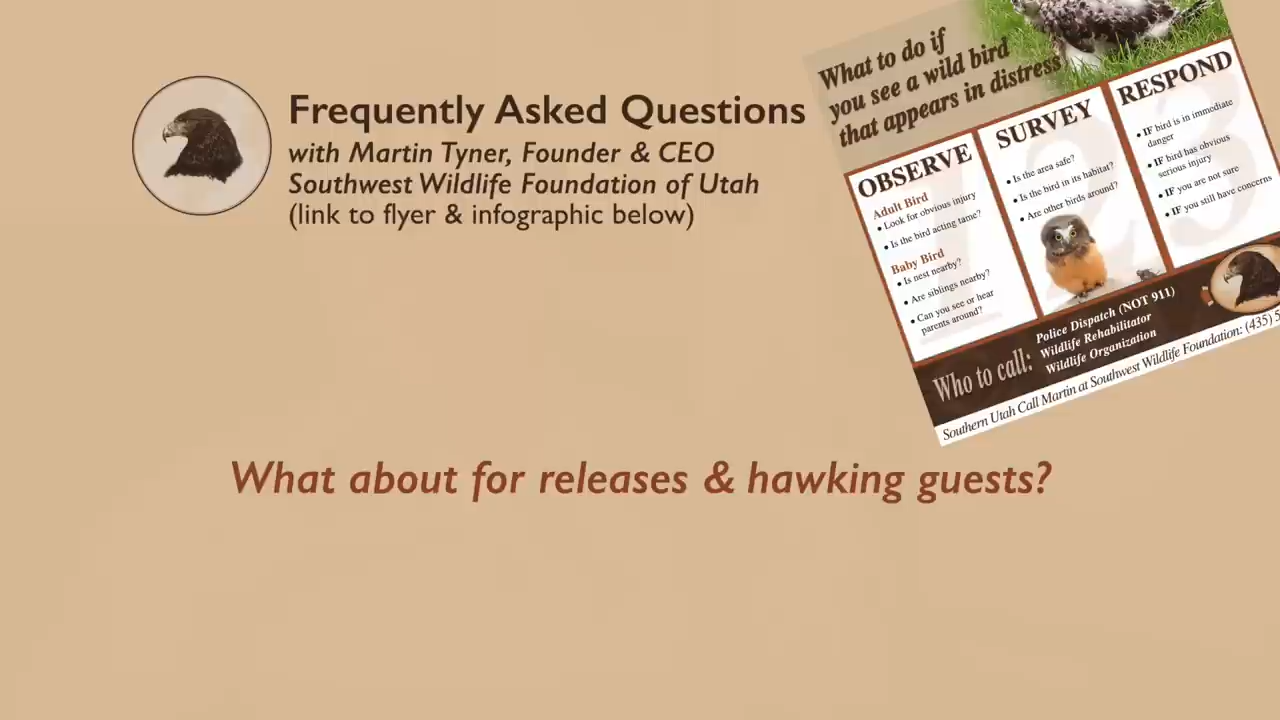 Frequently Asked Questions
with Martin Tyner, Founder & CEO
Southwest Wildlife Foundation of Utah
(link to flyer & infographic below)
What to do if
you see a wild bird
that appears in distress
OBSERVE
Adult Bird
• Look for obvious injury
• Is the bird acting tame?
Baby Bird
• Is nest nearby?
• Are siblings nearby?
• Can you see or hear
parents around?
SURVEY
• Is the area safe?
• Is the bird in its habitat?
• Are other birds around?
RESPOND
• IF bird is in immediate
danger
• IF bird has obvious
serious injury
• IF you are not sure
• IF you still have concerns
Who to call:
Police Dispatch (NOT 911)
Wildlife Rehabilitator
Wildlife Organization
Southern Utah Call Martin at Southwest Wildlife Foundation: (435) 5
What about for releases & hawking guests?